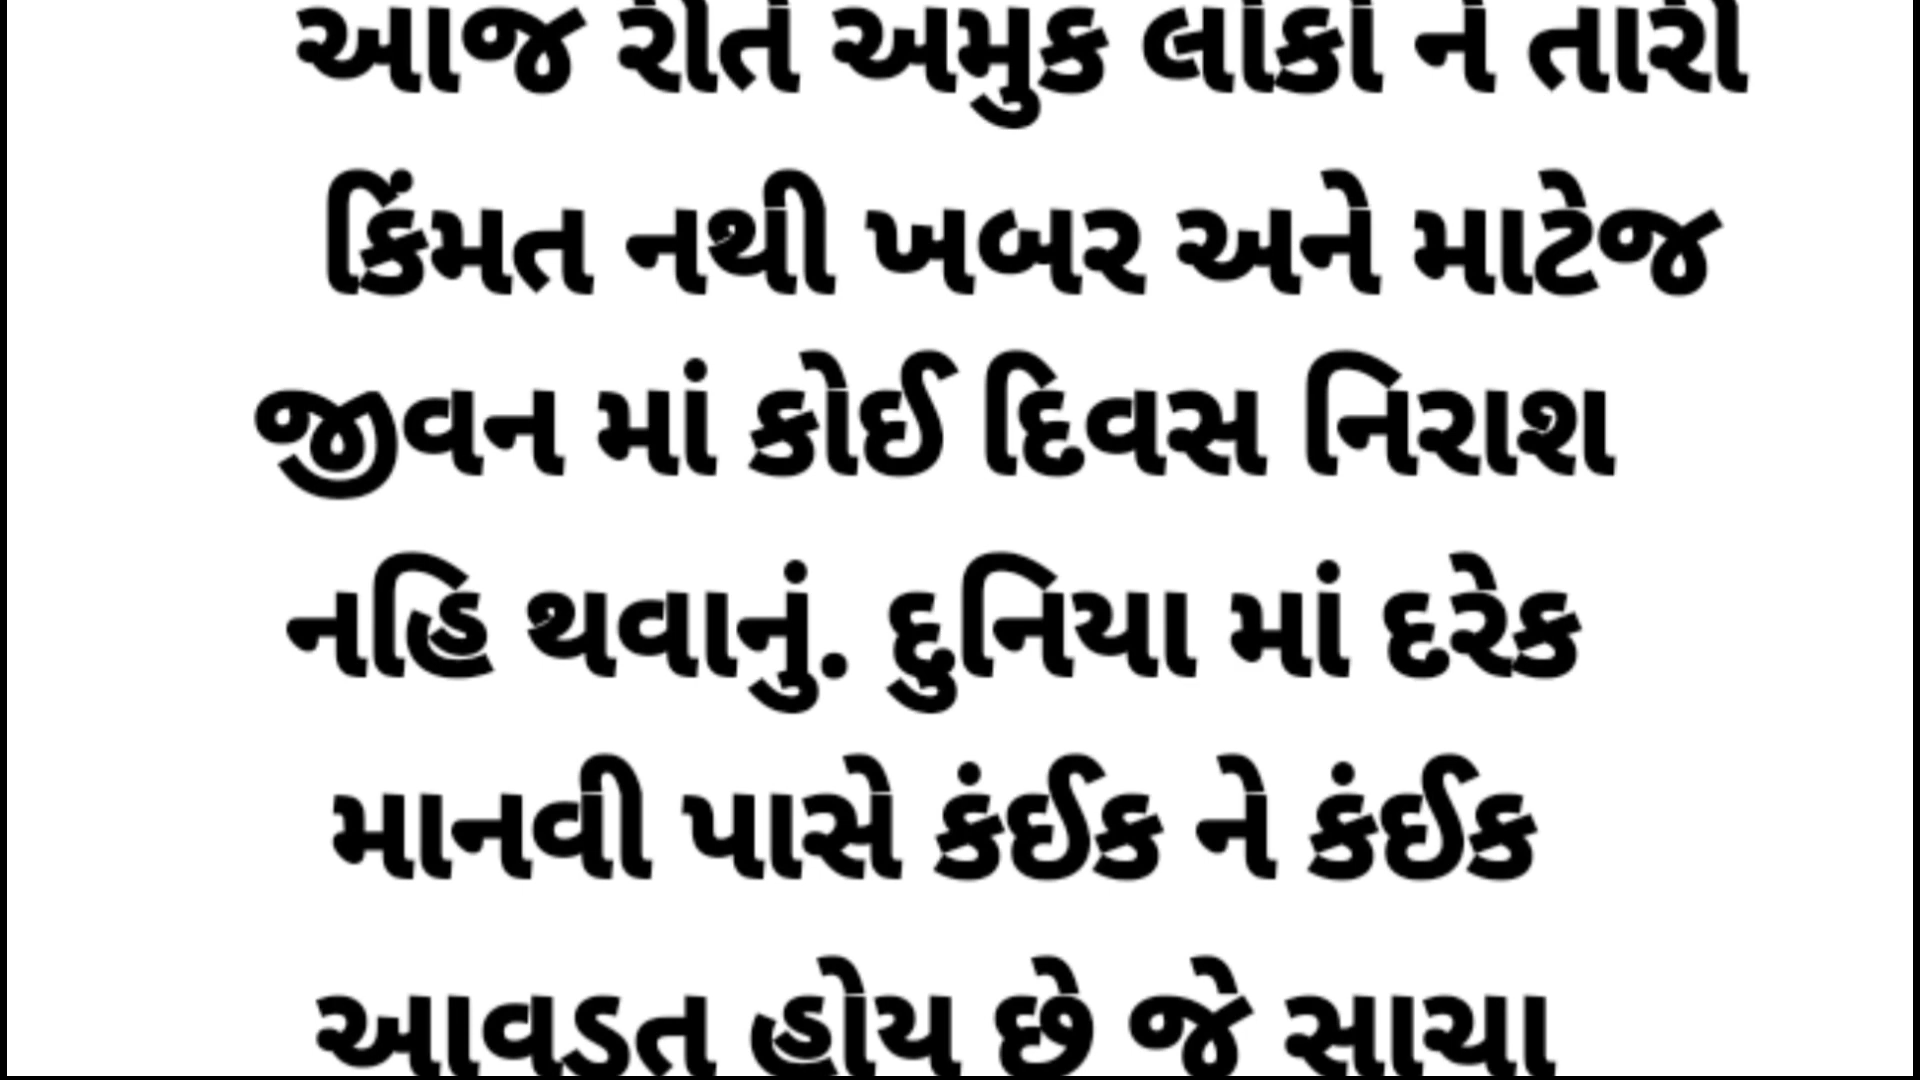 આજ રીતે અમુક લોકો ને તારી
કિંમત નથી ખબર અને માટેજ
જીવન માં કોઈ દિવસ નિરાશ
નહિ થવાનું. દુનિયા માં દરેક
માનવી પાસે કંઈક ને કંઈક
આવડત હોય છે જે સાચા